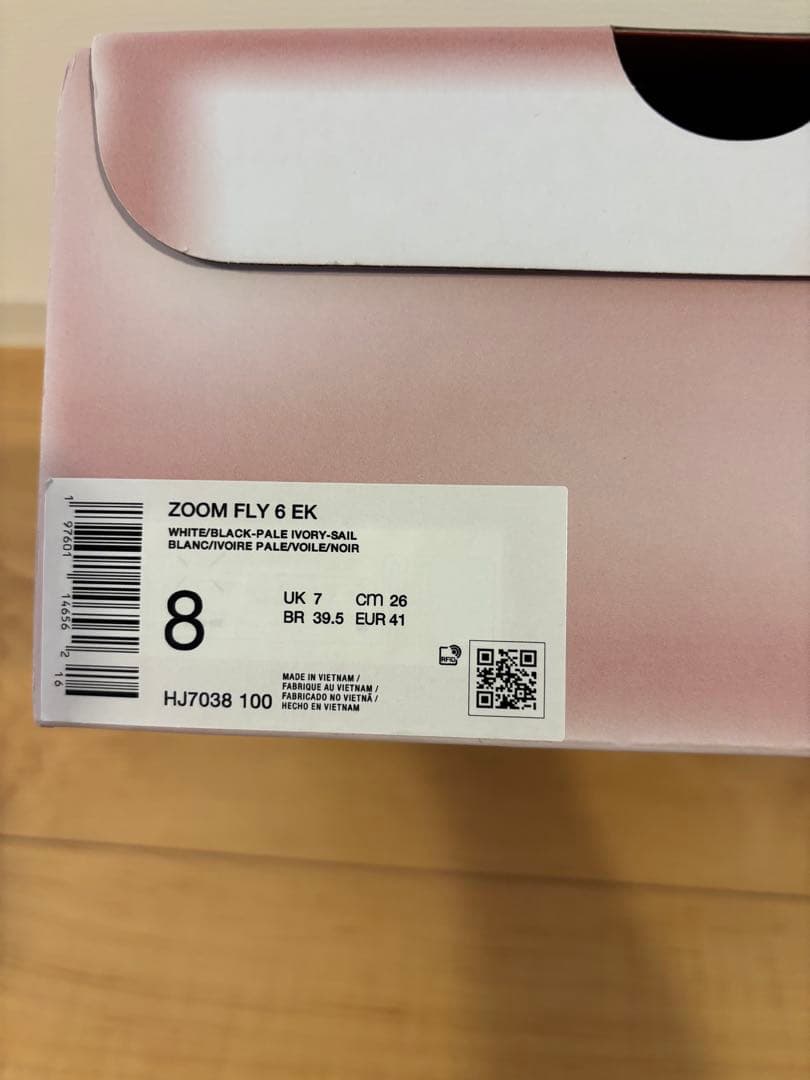 ZOOM FLY 6 EK
WHITE/BLACK-PALE IVORY-SAIL
BLANC/IVOIRE PALE/VOILE/NOIR
8
UK 7 cm 26
BR 39.5 EUR 41
RFID
HJ7038 100
MADE IN VIETNAM /
FABRIQUE AU VIETNAM /
FABRICADO NO VIETNÃ /
HECHO EN VIETNAM
1 97601 14656 2 16